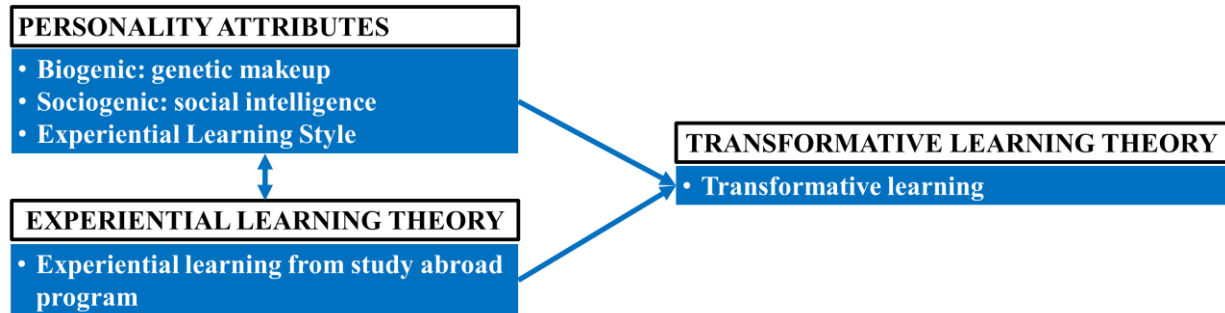 PERSONALITY ATTRIBUTES
• Biogenic: genetic makeup
• Sociogenic: social intelligence
• Experiential Learning Style
EXPERIENTIAL LEARNING THEORY
• Experiential learning from study abroad
program
TRANSFORMATIVE LEARNING THEORY
• Transformative learning